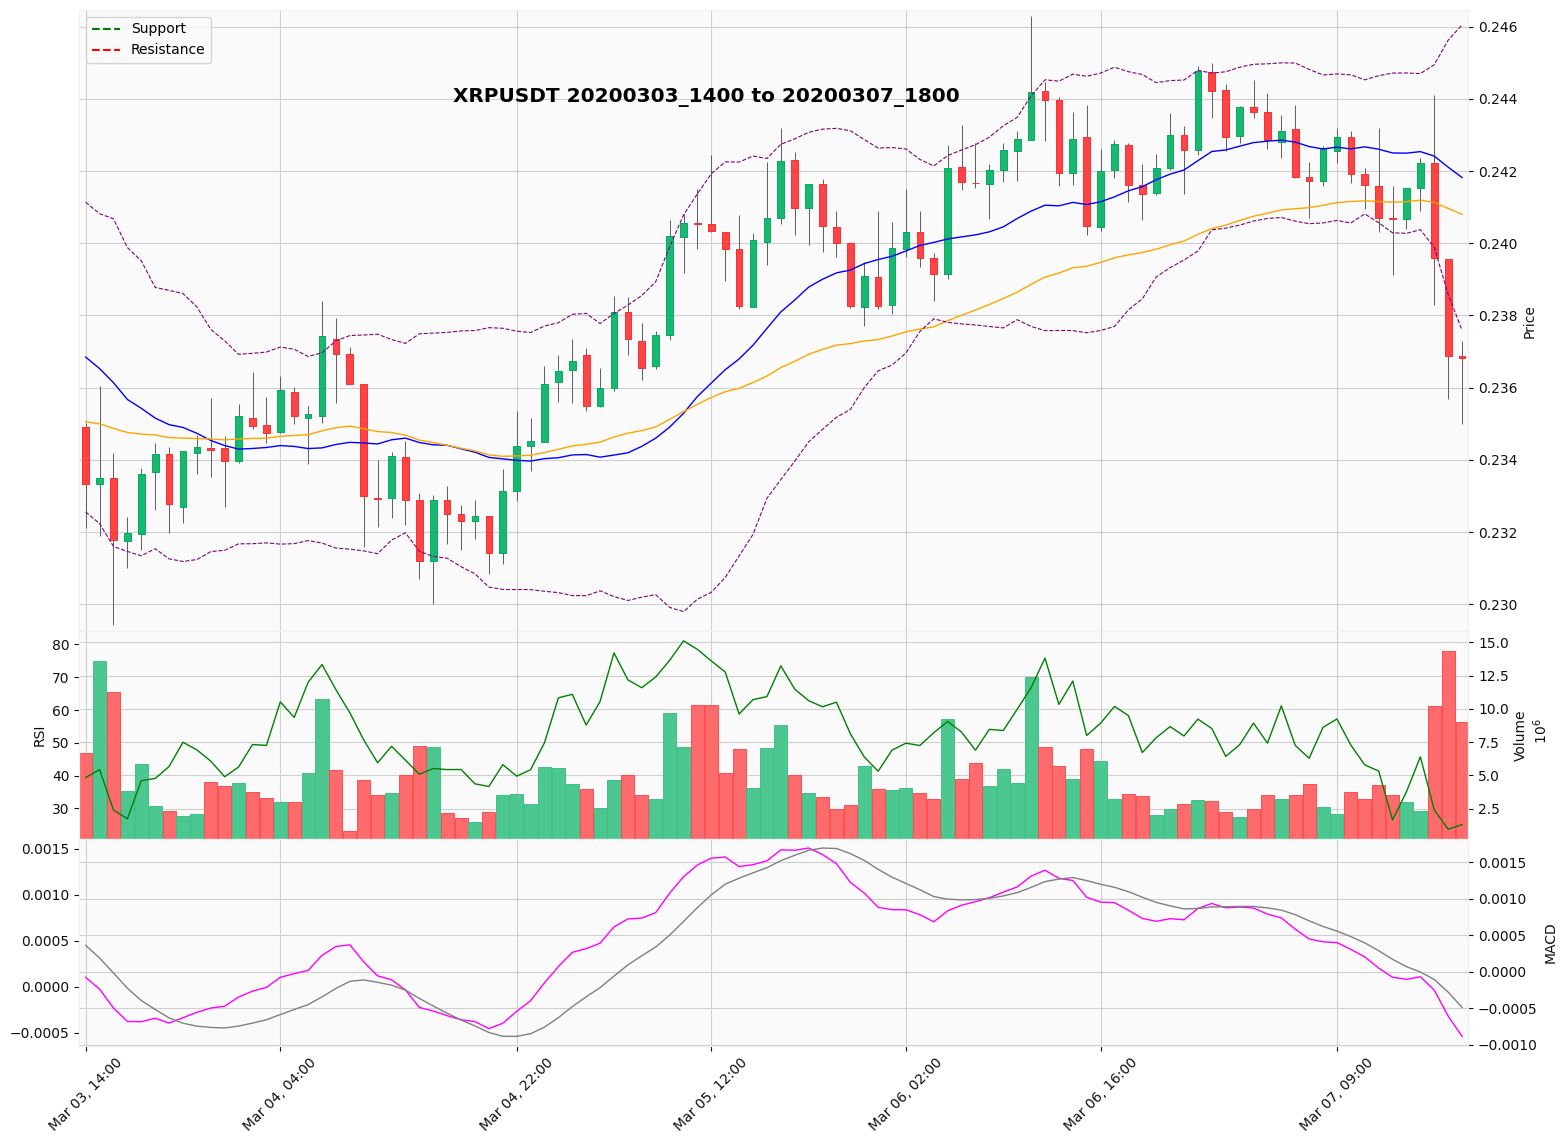 Support
Resistance
XRPUSDT 20200303_1400 to 20200307_1800
0.246
0.244
0.242
0.240
0.238
0.236
0.234
0.232
0.230
Price
80
70
60
50
40
30
RSI
15.0
12.5
10.0
7.5
5.0
2.5
Volume
10^6
0.0015
0.0010
0.0005
0.0000
−0.0005
0.0015
0.0010
0.0005
0.0000
−0.0005
−0.0010
MACD
Mar 03, 14:00
Mar 04, 04:00
Mar 04, 22:00
Mar 05, 12:00
Mar 06, 02:00
Mar 06, 16:00
Mar 07, 09:00